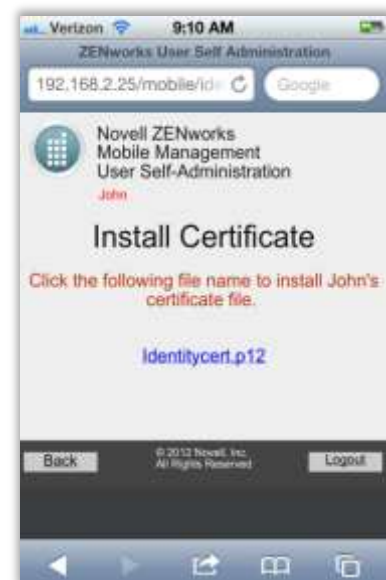 Verizon 9:10 AM
ZENworks User Self Administration
192.168.2.25/mobile/ide Google
Novell ZENworks
Mobile Management
User Self-Administration
John
Install Certificate
Click the following file name to install John's
certificate file.
Identitycert.p12
Back
© 2012 Novell, Inc.
All Rights Reserved
Logout